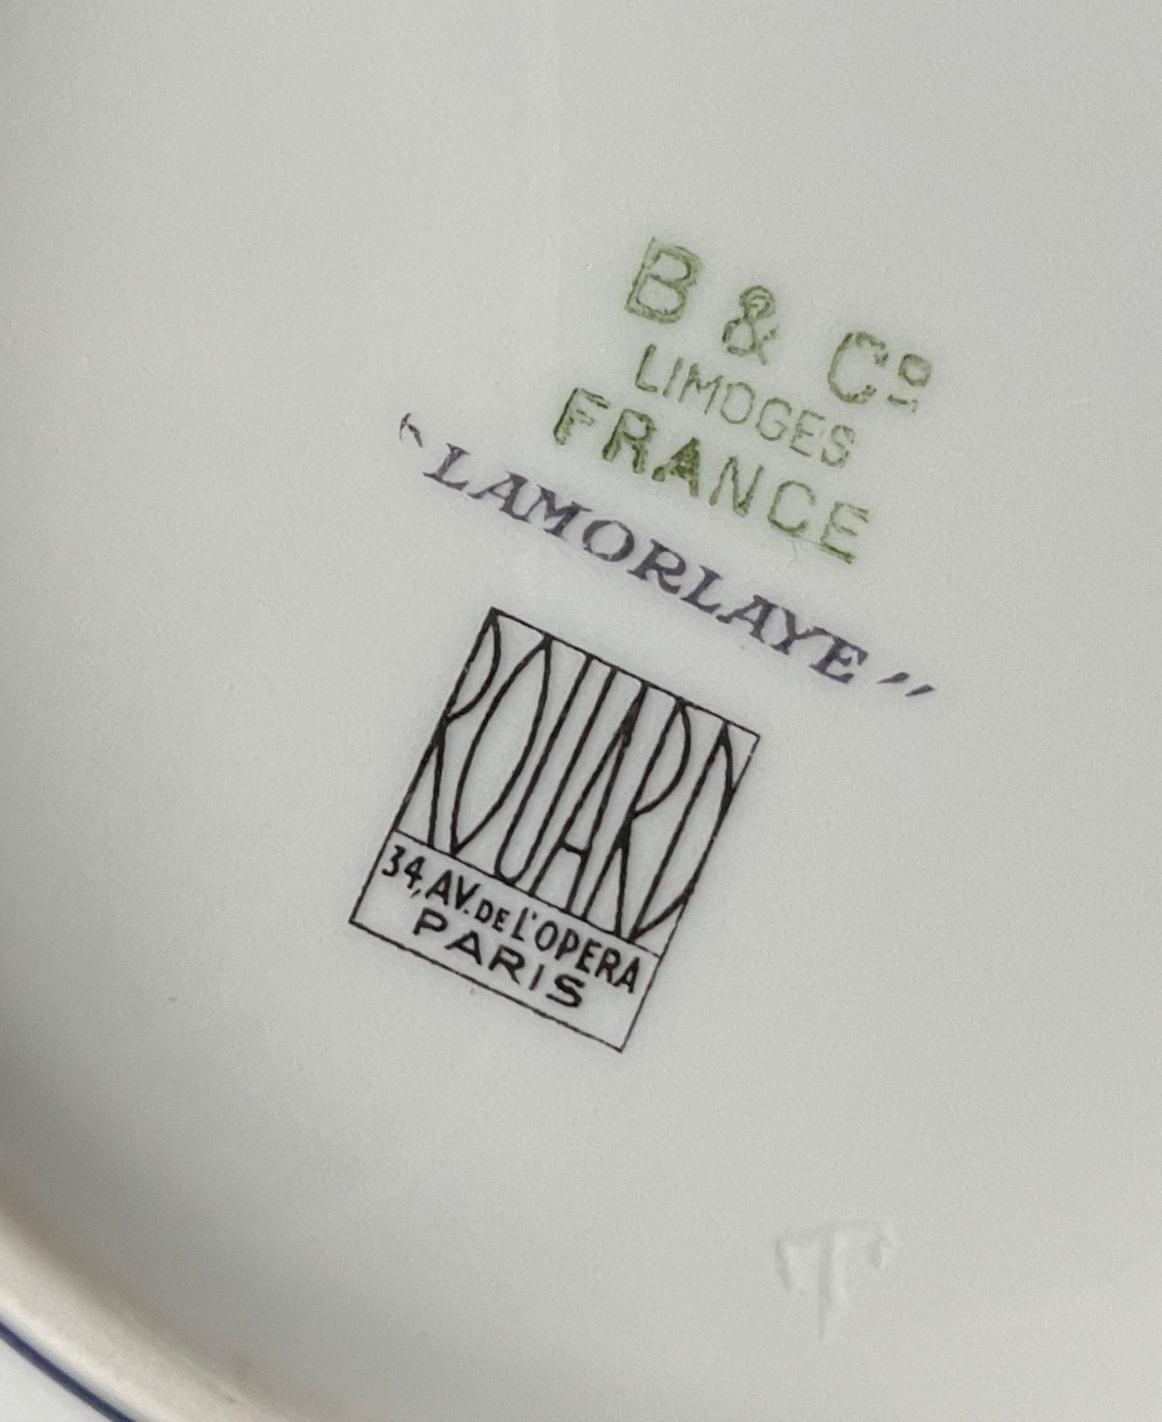 B & Cº
LIMOGES
FRANCE
"LAMORLAYE"
ROUARD
34, AV. DE L'OPERA
PARIS